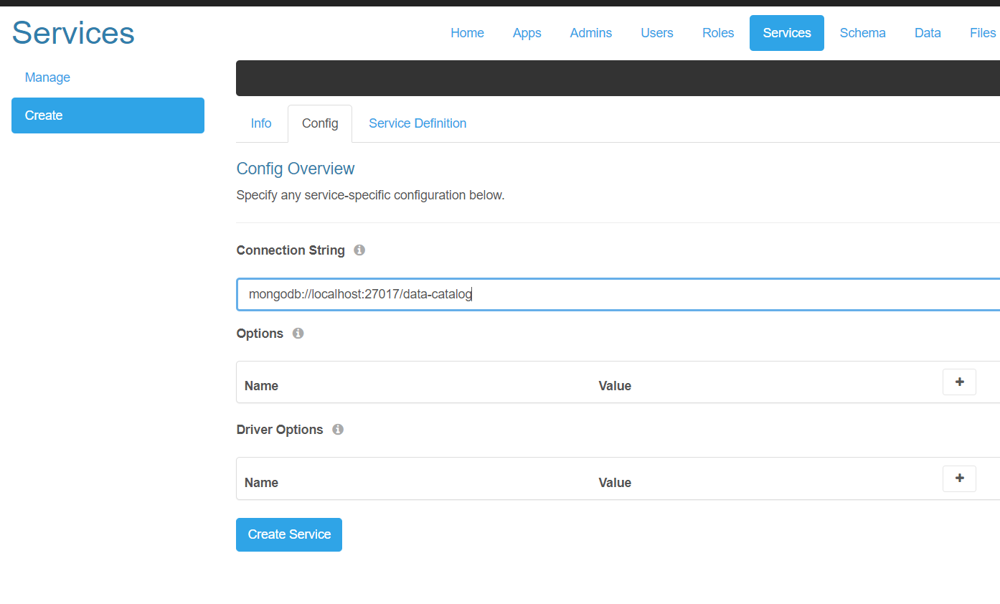 Services
Home Apps Admins Users Roles Services Schema Data Files
Manage
Create
Info Config Service Definition
Config Overview
Specify any service-specific configuration below.
Connection String
mongodb://localhost:27017/data-catalog
Options
Name Value
Driver Options
Name Value
Create Service